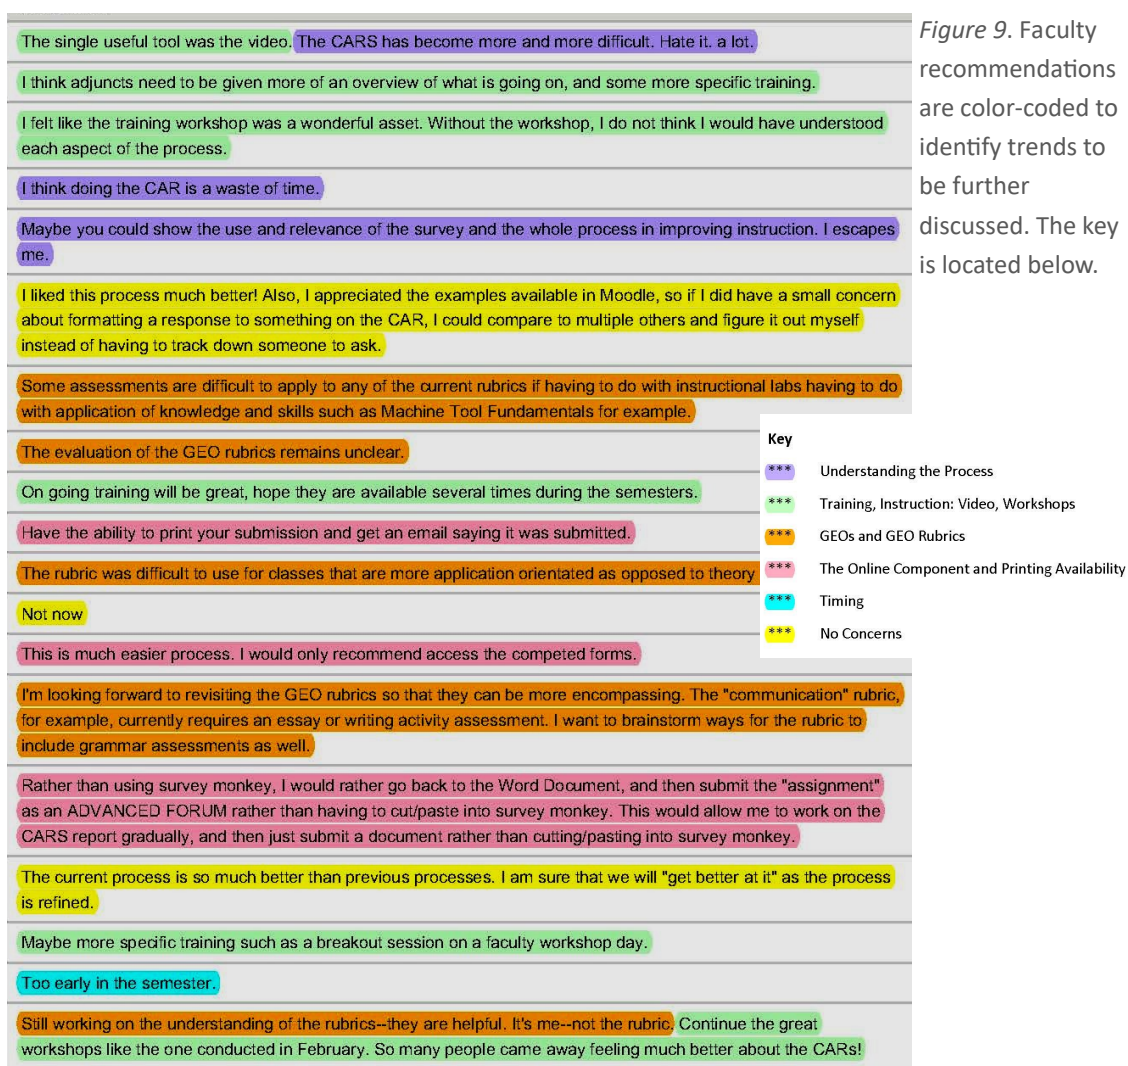 The single useful tool was the video. The CARS has become more and more difficult. Hate it. a lot.
I think adjuncts need to be given more of an overview of what is going on, and some more specific training.
I felt like the training workshop was a wonderful asset. Without the workshop, I do not think I would have understood
each aspect of the process.
I think doing the CAR is a waste of time.
Maybe you could show the use and relevance of the survey and the whole process in improving instruction. I escapes
me.
I liked this process much better! Also, I appreciated the examples available in Moodle, so if I did have a small concern
about formatting a response to something on the CAR, I could compare to multiple others and figure it out myself
instead of having to track down someone to ask.
Some assessments are difficult to apply to any of the current rubrics if having to do with instructional labs having to do
with application of knowledge and skills such as Machine Tool Fundamentals for example.
The evaluation of the GEO rubrics remains unclear.
On going training will be great, hope they are available several times during the semesters.
Have the ability to print your submission and get an email saying it was submitted.
The rubric was difficult to use for classes that are more application orientated as opposed to theory
Not now
This is much easier process. I would only recommend access the competed forms.
I'm looking forward to revisiting the GEO rubrics so that they can be more encompassing. The "communication" rubric,
for example, currently requires an essay or writing activity assessment. I want to brainstorm ways for the rubric to
include grammar assessments as well.
Rather than using survey monkey, I would rather go back to the Word Document, and then submit the "assignment"
as an ADVANCED FORUM rather than having to cut/paste into survey monkey. This would allow me to work on the
CARS report gradually, and then just submit a document rather than cutting/pasting into survey monkey.
The current process is so much better than previous processes. I am sure that we will "get better at it" as the process
is refined.
Maybe more specific training such as a breakout session on a faculty workshop day.
Too early in the semester.
Still working on the understanding of the rubrics--they are helpful. It's me--not the rubric. Continue the great
workshops like the one conducted in February. So many people came away feeling much better about the CARs!
Figure 9. Faculty
recommendations
are color-coded to
identify trends to
be further
discussed. The key
is located below.
Key
*** Understanding the Process
*** Training, Instruction: Video, Workshops
*** GEOs and GEO Rubrics
*** The Online Component and Printing Availability
*** Timing
*** No Concerns